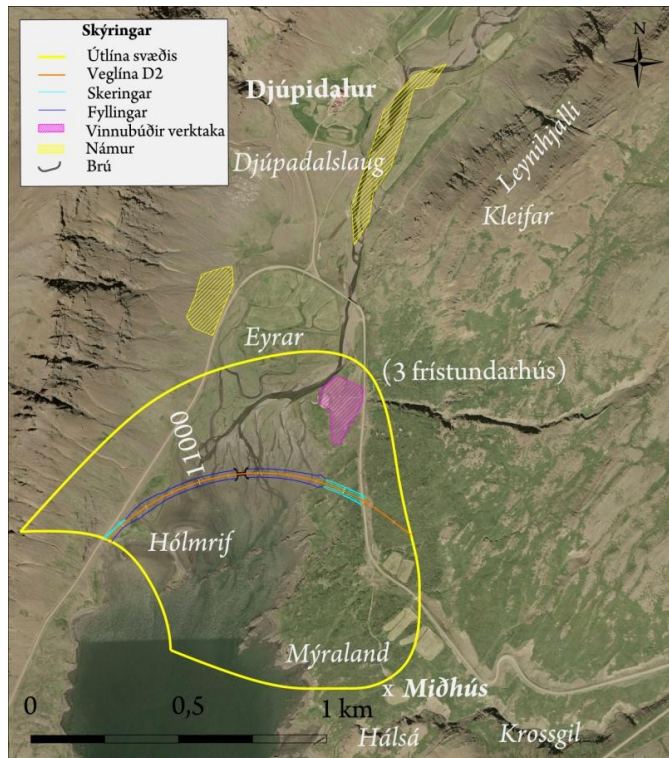 Skýringar
Útlína svæðis
Veglína D2
Skeringar
Fyllingar
Vinnubúðir verktaka
Námur
Brú
N
Djúpidalur
Djúpadalslaug
Leynihjalli
Kleifar
Eyrar
(3 frístundarhús)
11000
Hólmrif
Mýraland
x Miðhús
0 0,5 1 km
Hálsá
Krossgil